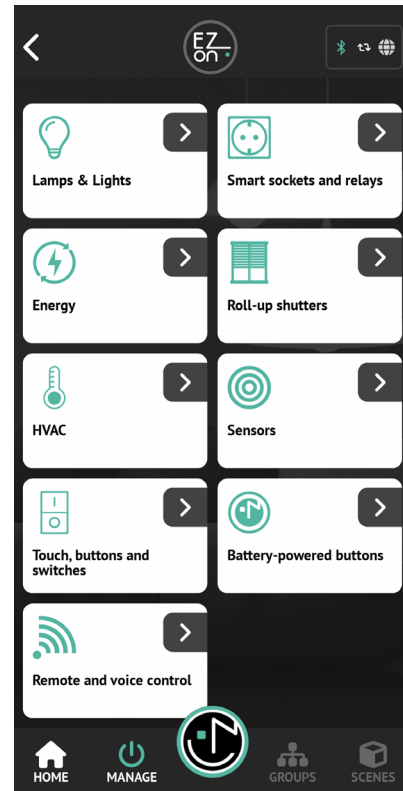 EZ
on
Lamps & Lights
Smart sockets and relays
Energy
Roll-up shutters
HVAC
Sensors
Touch, buttons and
switches
Battery-powered buttons
Remote and voice control
HOME
MANAGE
GROUPS
SCENES